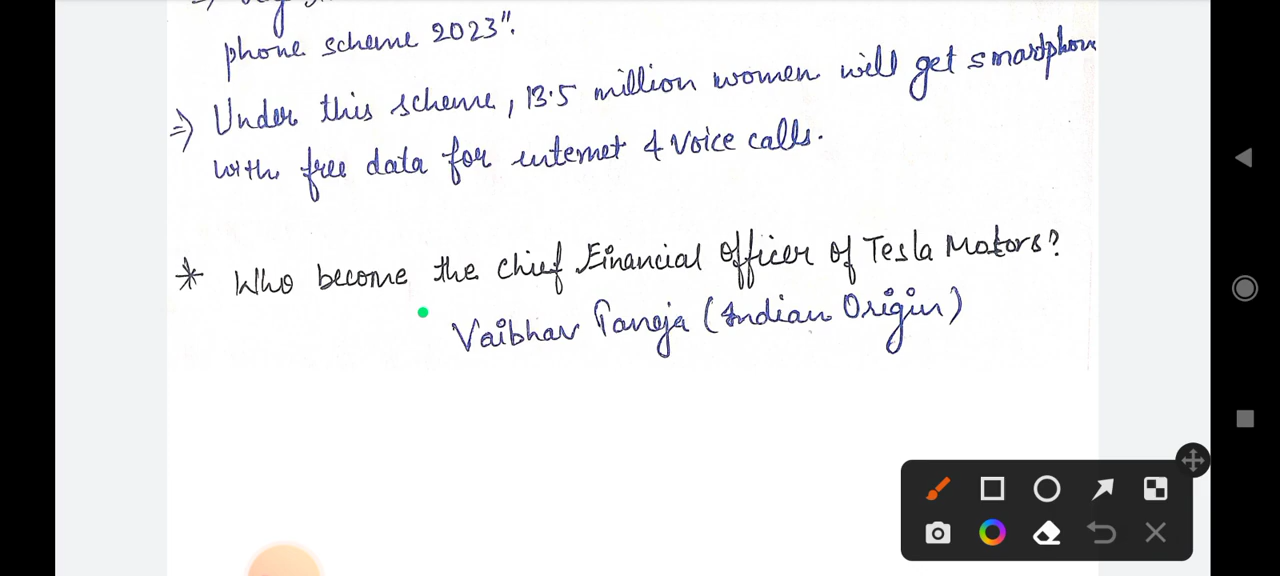 phone scheme 2023".
⇒ Under this scheme, 13.5 million women will get smartphone
with free data for internet & voice calls.
* Who become the Chief Financial Officer of Tesla Motors?
Vaibhav Taneja (Indian Origin)